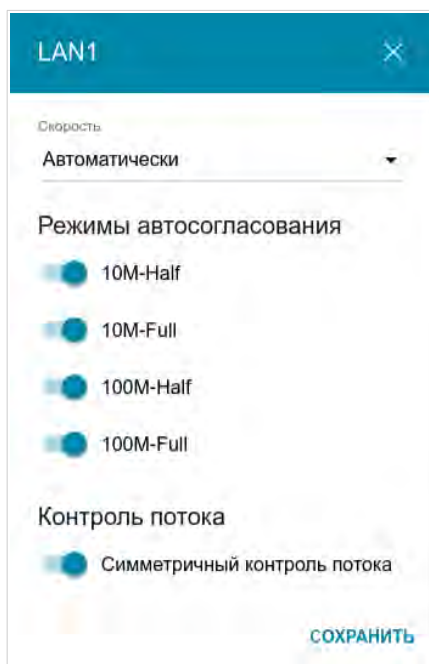 LAN1
Скорость
Автоматически
Режимы автосогласования
10M-Half
10M-Full
100M-Half
100M-Full
Контроль потока
Симметричный контроль потока
СОХРАНИТЬ